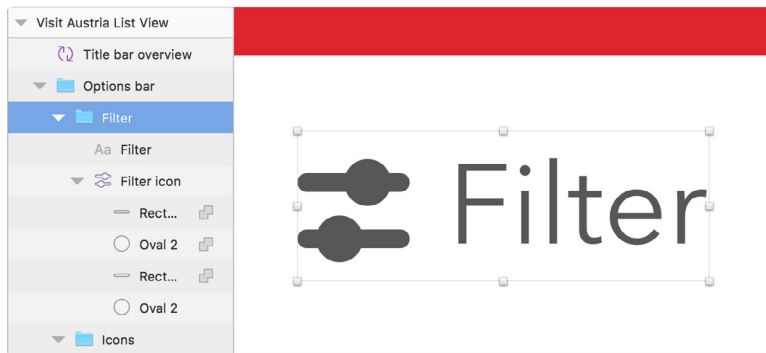 Visit Austria List View
Title bar overview
Options bar
Filter
Aa Filter
Filter icon
Rect...
Oval 2
Rect...
Oval 2
Icons
Filter